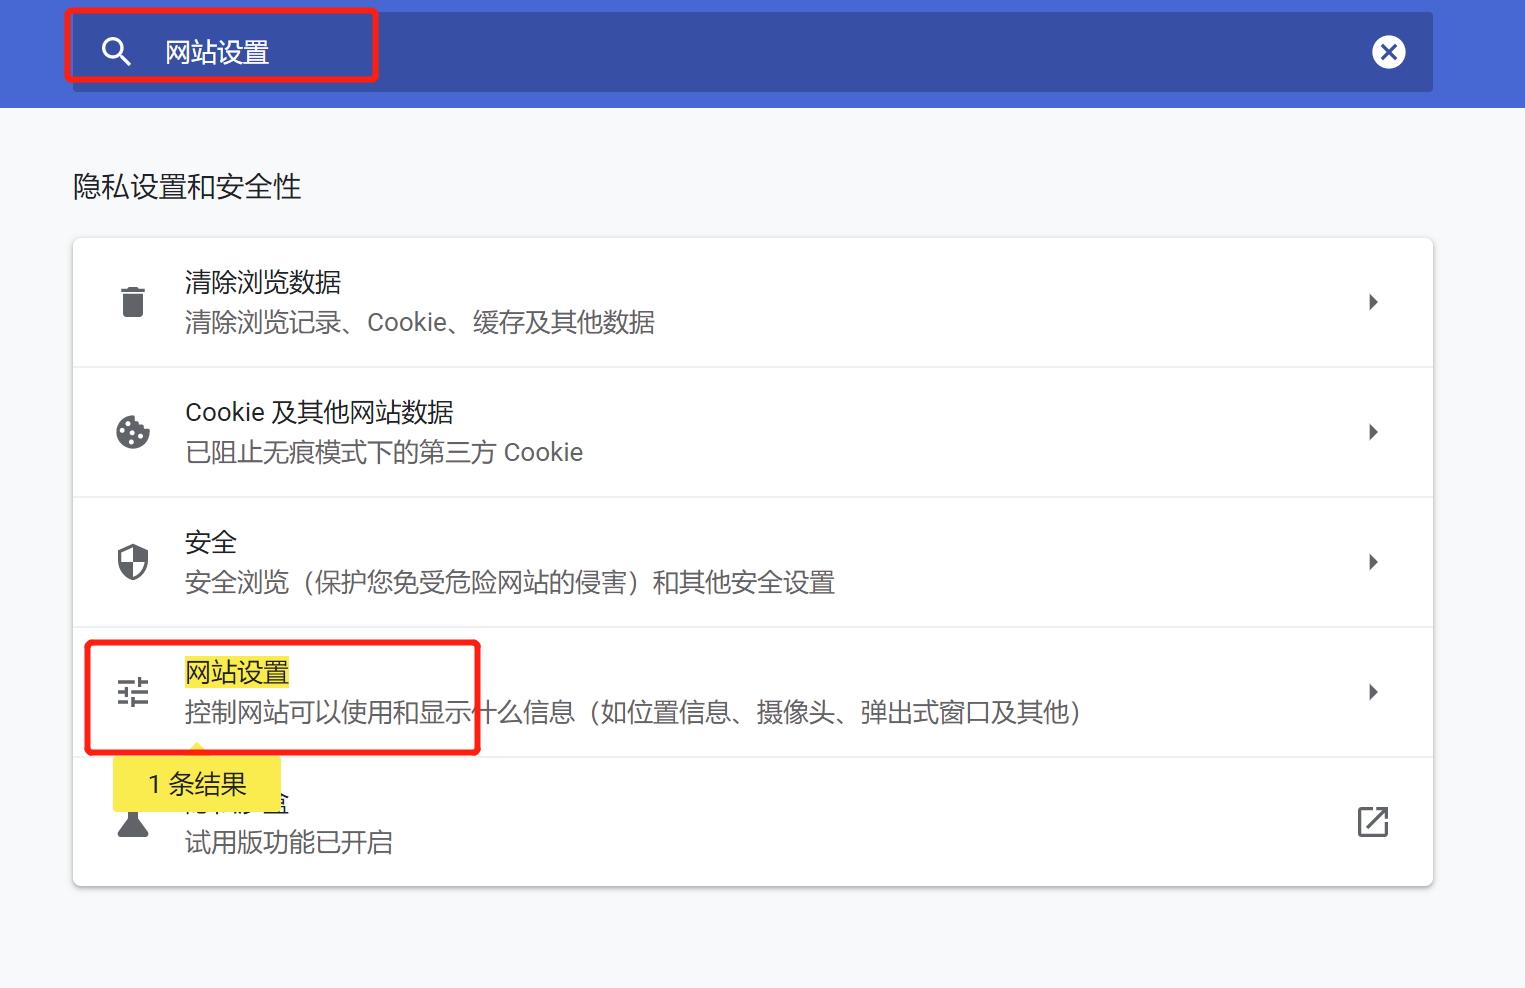 网站设置
隐私设置和安全性
清除浏览数据
清除浏览记录、Cookie、缓存及其他数据
Cookie 及其他网站数据
已阻止无痕模式下的第三方 Cookie
安全
安全浏览（保护您免受危险网站的侵害）和其他安全设置
网站设置
控制网站可以使用和显示什么信息（如位置信息、摄像头、弹出式窗口及其他）
1 条结果
试用版功能已开启